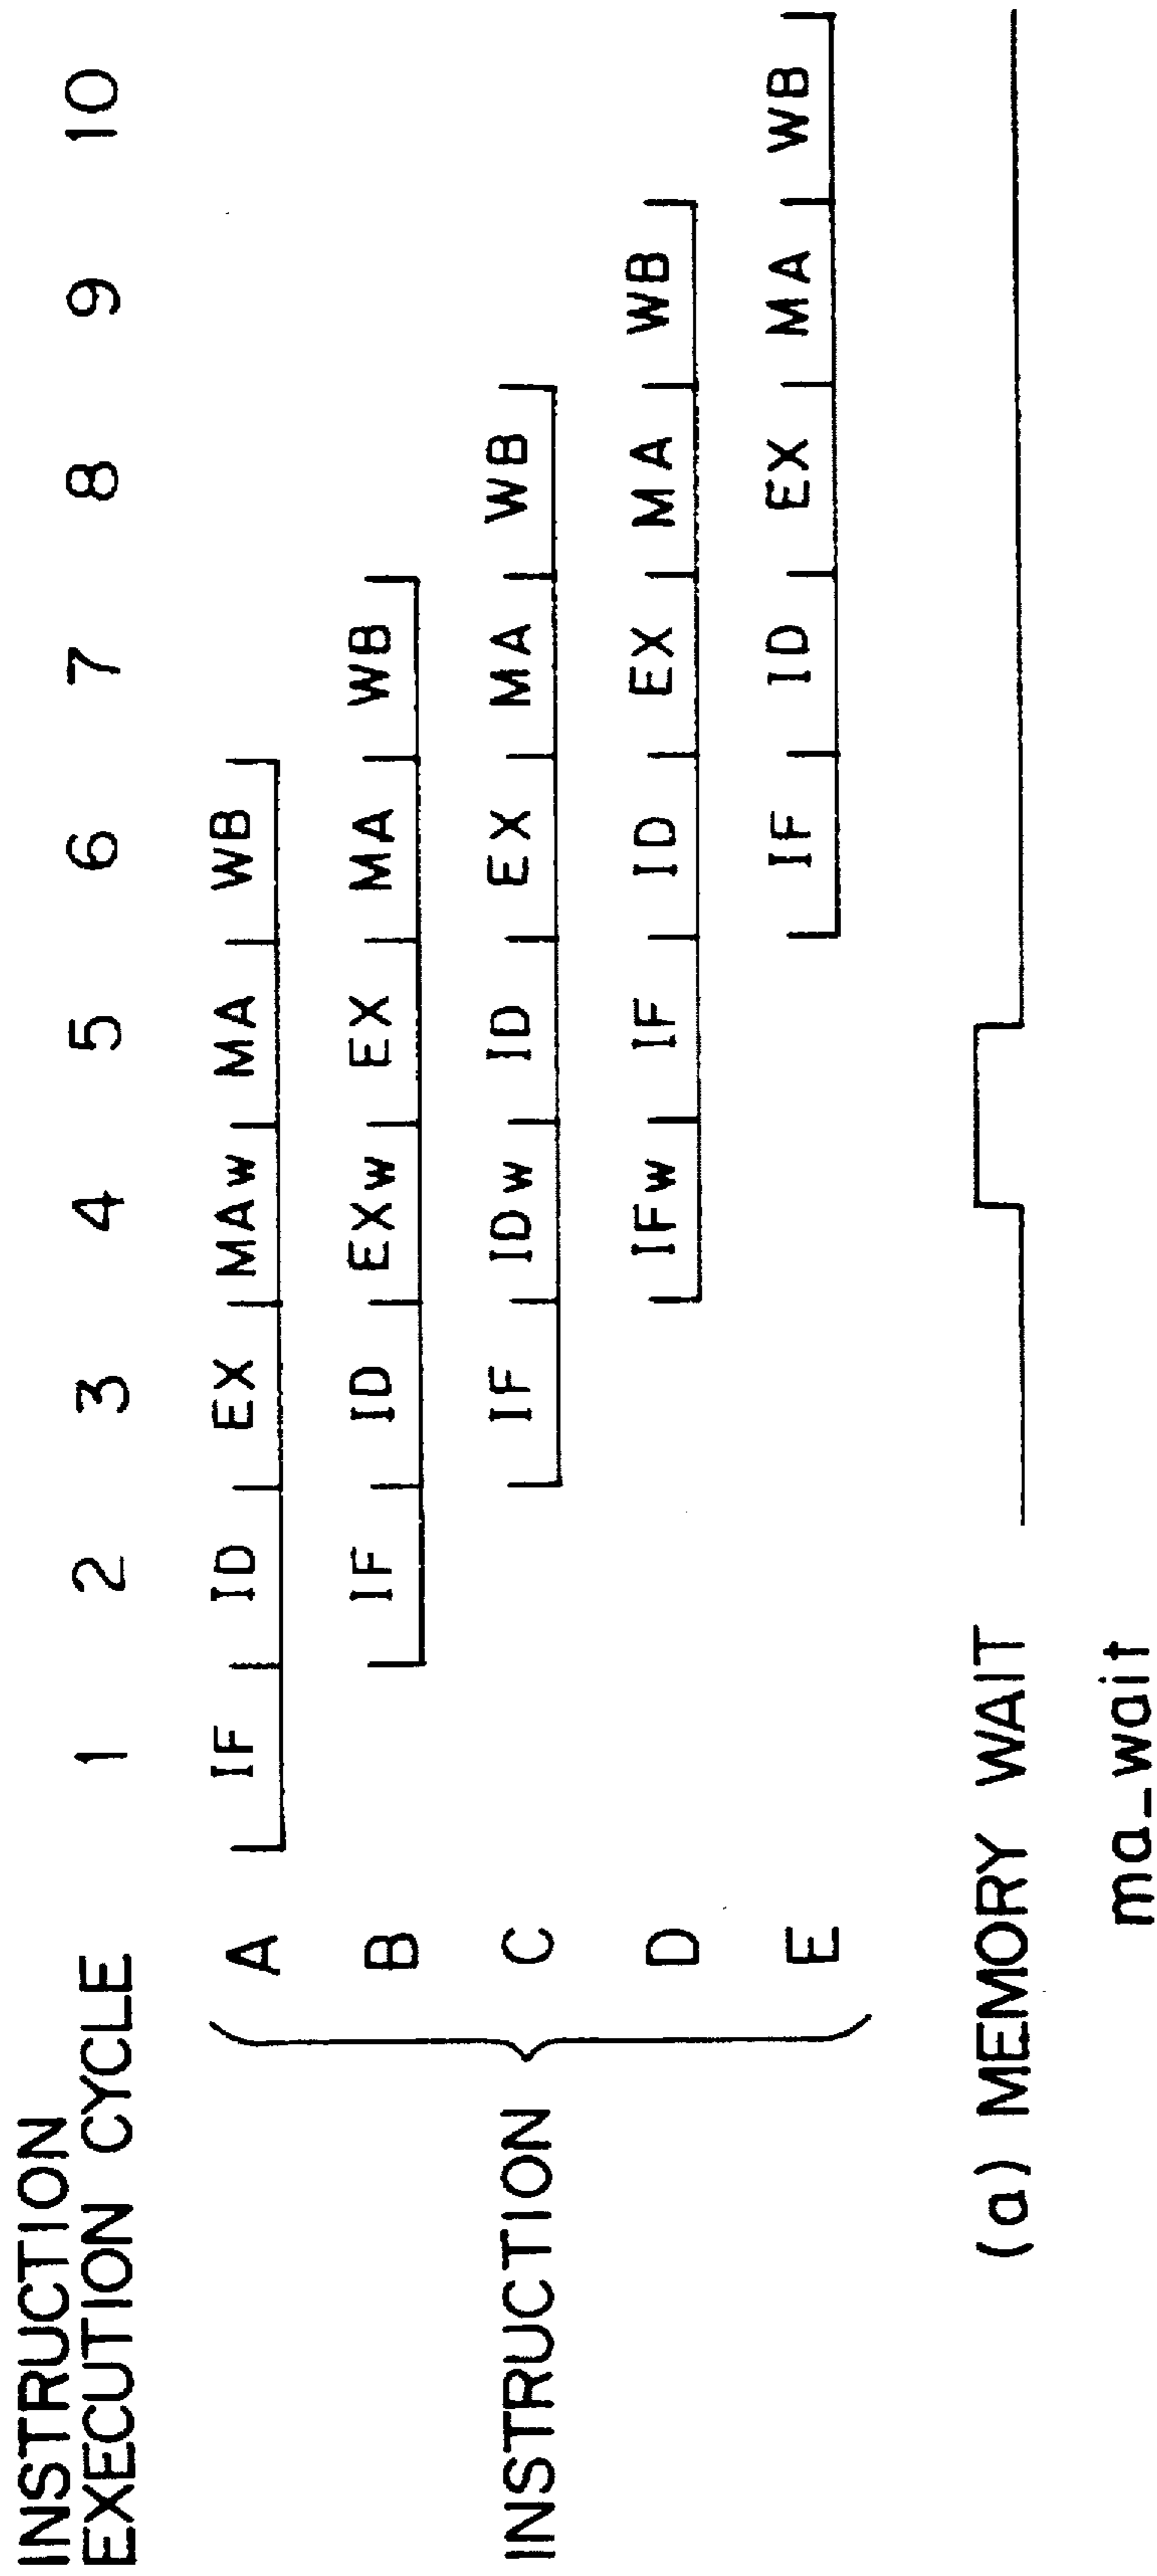 INSTRUCTION
EXECUTION CYCLE 1 2 3 4 5 6 7 8 9 10
A IF ID EX MAw MA WB
B IF ID EXw EX MA WB
INSTRUCTION C IF IDw ID EX MA WB
D IFw IF ID EX MA WB
E IF ID EX MA WB
(a) MEMORY WAIT
ma_wait